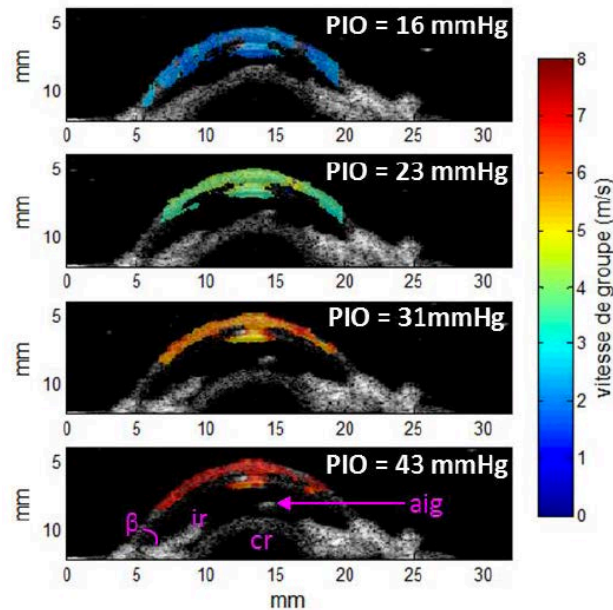 PIO = 16 mmHg
5
10
mm
0 5 10 15 20 25 30
PIO = 23 mmHg
5
10
mm
0 5 10 15 20 25 30
PIO = 31mmHg
5
10
mm
0 5 10 15 20 25 30
PIO = 43 mmHg
5
10
mm
β ir cr aig
0 5 10 15 20 25 30
mm
8
7
6
5
4
3
2
1
0
vitesse de groupe (m/s)